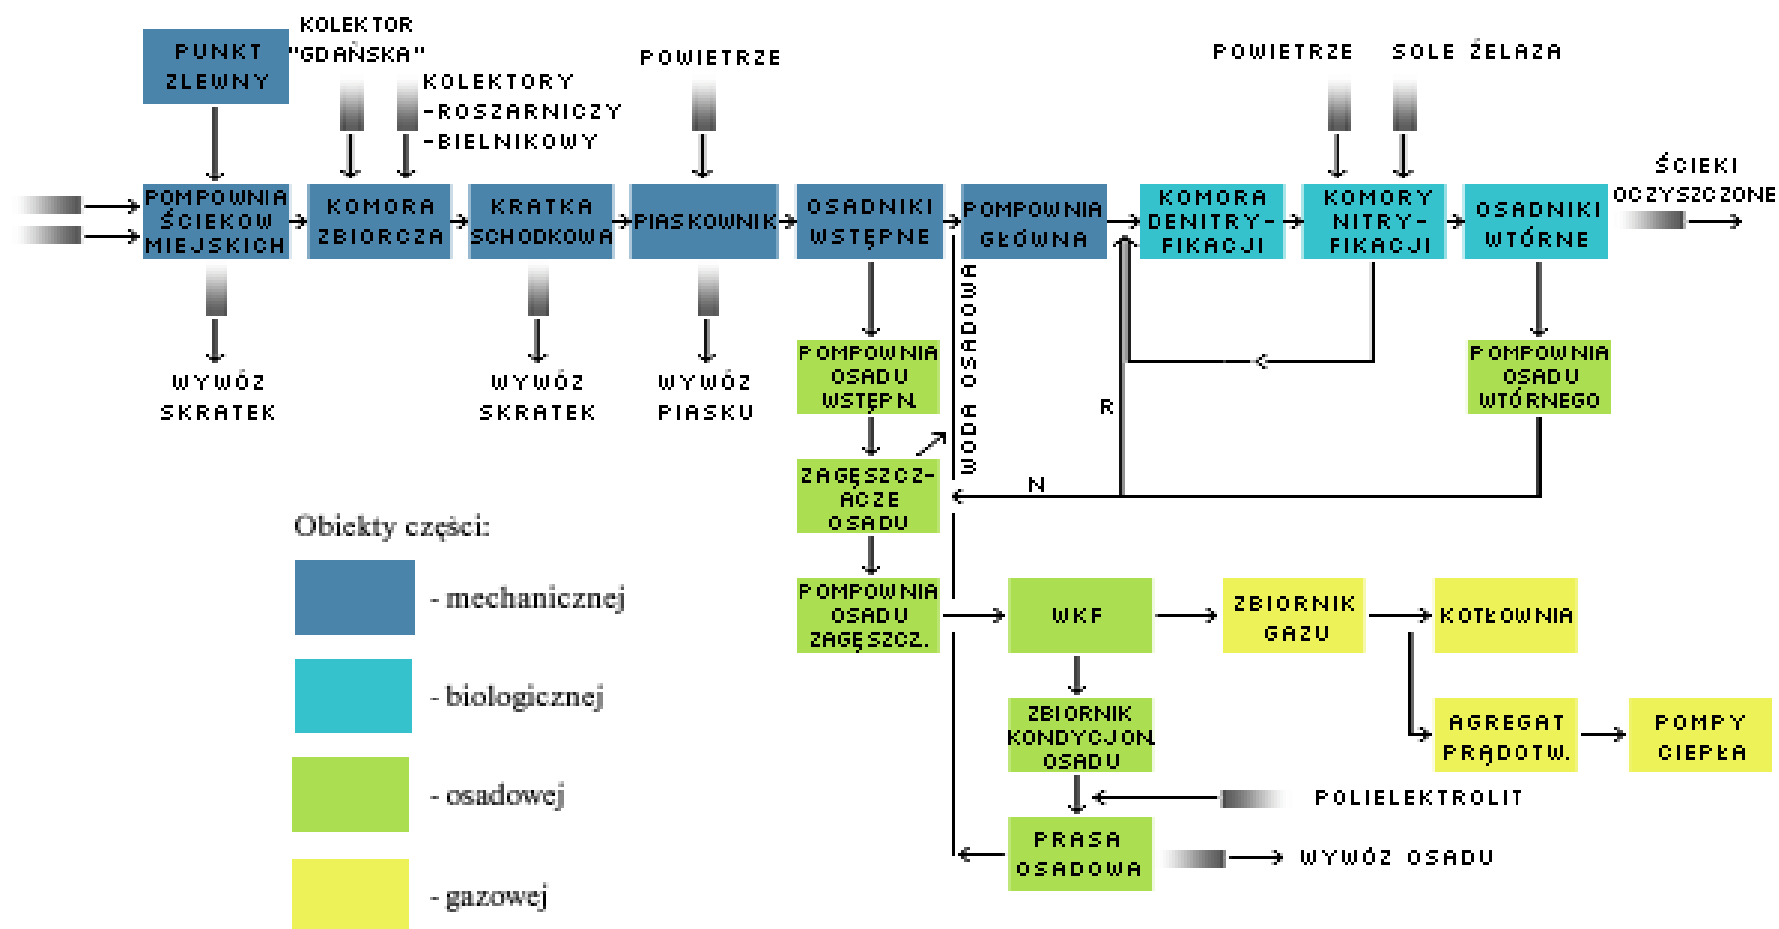 KOLEKTOR
"GDAŃSKA"
PUNKT
ZLEWNY
KOLEKTORY
-ROSZARNICZY
-BIELNIKOWY
POWIETRZE
POWIETRZE
SOLE ŻELAZA
POMPOWNIA
ŚCIEKÓW
MIEJSKICH
KOMORA
ZBIORCZA
KRATKA
SCHODKOWA
PIASKOWNIK
OSADNIKI
WSTĘPNE
POMPOWNIA
GŁÓWNA
KOMORA
DENITRY-
FIKACJI
KOMORY
NITRY-
FIKACJI
OSADNIKI
WTÓRNE
ŚCIEKI
OCZYSZCZONE
WYWÓZ
SKRATEK
WYWÓZ
SKRATEK
WYWÓZ
PIASKU
POMPOWNIA
OSADU
WSTĘPN.
WODA OSADOWA
R
N
POMPOWNIA
OSADU
WTÓRNEGO
ZAGĘSZCZ-
ACZE
OSADU
POMPOWNIA
OSADU
ZAGĘSZCZ.
WKF
ZBIORNIK
GAZU
KOTŁOWNIA
ZBIORNIK
KONDYCJON.
OSADU
AGREGAT
PRĄDOTW.
POMPY
CIEPŁA
POLIELEKTROLIT
PRASA
OSADOWA
WYWÓZ OSADU
Obiekty części:
- mechanicznej
- biologicznej
- osadowej
- gazowej